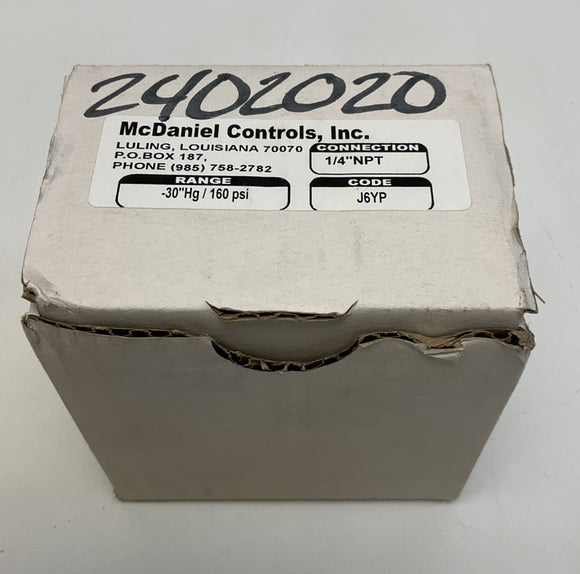 2402020
McDaniel Controls, Inc.
LULING, LOUISIANA 70070
P.O.BOX 187,
PHONE (985) 758-2782
CONNECTION
1/4"NPT
RANGE
-30"Hg / 160 psi
CODE
J6YP